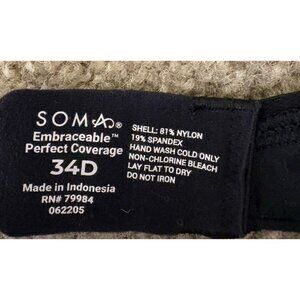 SOMA®
Embraceable™
Perfect Coverage
34D
Made in Indonesia
RN# 79984
062205
SHELL: 81% NYLON
19% SPANDEX
HAND WASH COLD ONLY
NON-CHLORINE BLEACH
LAY FLAT TO DRY
DO NOT IRON